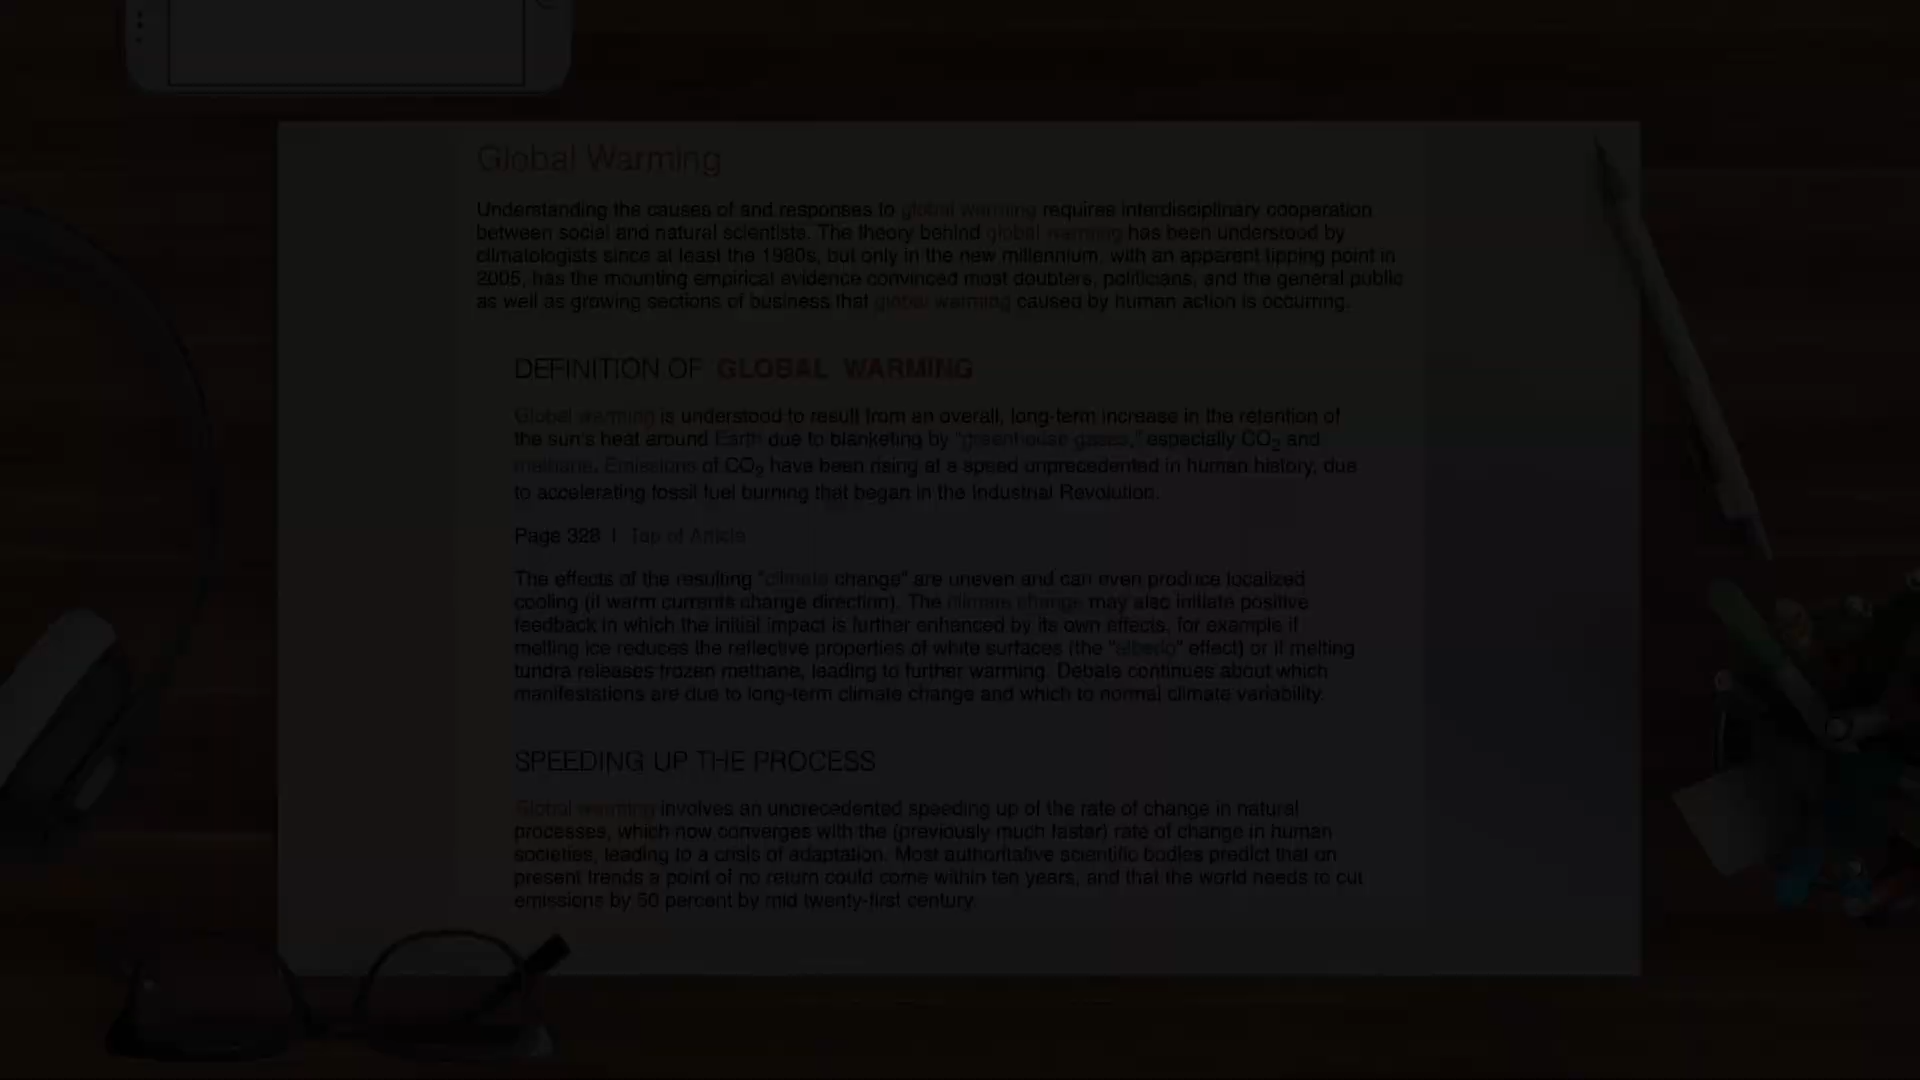 Global Warming
Understanding the causes of and responses to global warming requires interdisciplinary cooperation
between social and natural scientists. The theory behind global warming has been understood by
climatologists since at least the 1980s, but only in the new millennium, with an apparent tipping point in
2005, has the mounting empirical evidence convinced most doubters, politicians, and the general public
as well as growing sections of business that global warming caused by human action is occurring.
DEFINITION OF GLOBAL WARMING
Global warming is understood to result from an overall, long-term increase in the retention of
the sun's heat around Earth due to blanketing by "greenhouse gases," especially CO₂ and
methane. Emissions of CO₂ have been rising at a speed unprecedented in human history, due
to accelerating fossil fuel burning that began in the Industrial Revolution.
Page 328 | Top of Article
The effects of the resulting "climate change" are uneven and can even produce localized
cooling (if warm currents change direction). The climate change may also initiate positive
feedback in which the initial impact is further enhanced by its own effects, for example if
melting ice reduces the reflective properties of white surfaces (the "albedo" effect) or if melting
tundra releases frozen methane, leading to further warming. Debate continues about which
manifestations are due to long-term climate change and which to normal climate variability.
SPEEDING UP THE PROCESS
Global warming involves an unprecedented speeding up of the rate of change in natural
processes, which now converges with the (previously much faster) rate of change in human
societies, leading to a crisis of adaptation. Most authoritative scientific bodies predict that on
present trends a point of no return could come within ten years, and that the world needs to cut
emissions by 50 percent by mid twenty-first century.